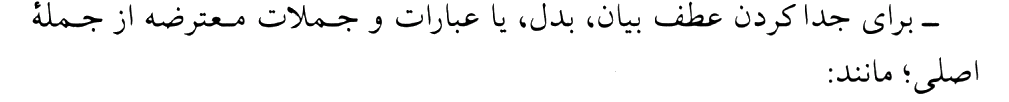 ـ برای جدا کردن عطف بیان، بدل، یا عبارات و جملات معترضه از جملهٔ
اصلی؛ مانند: